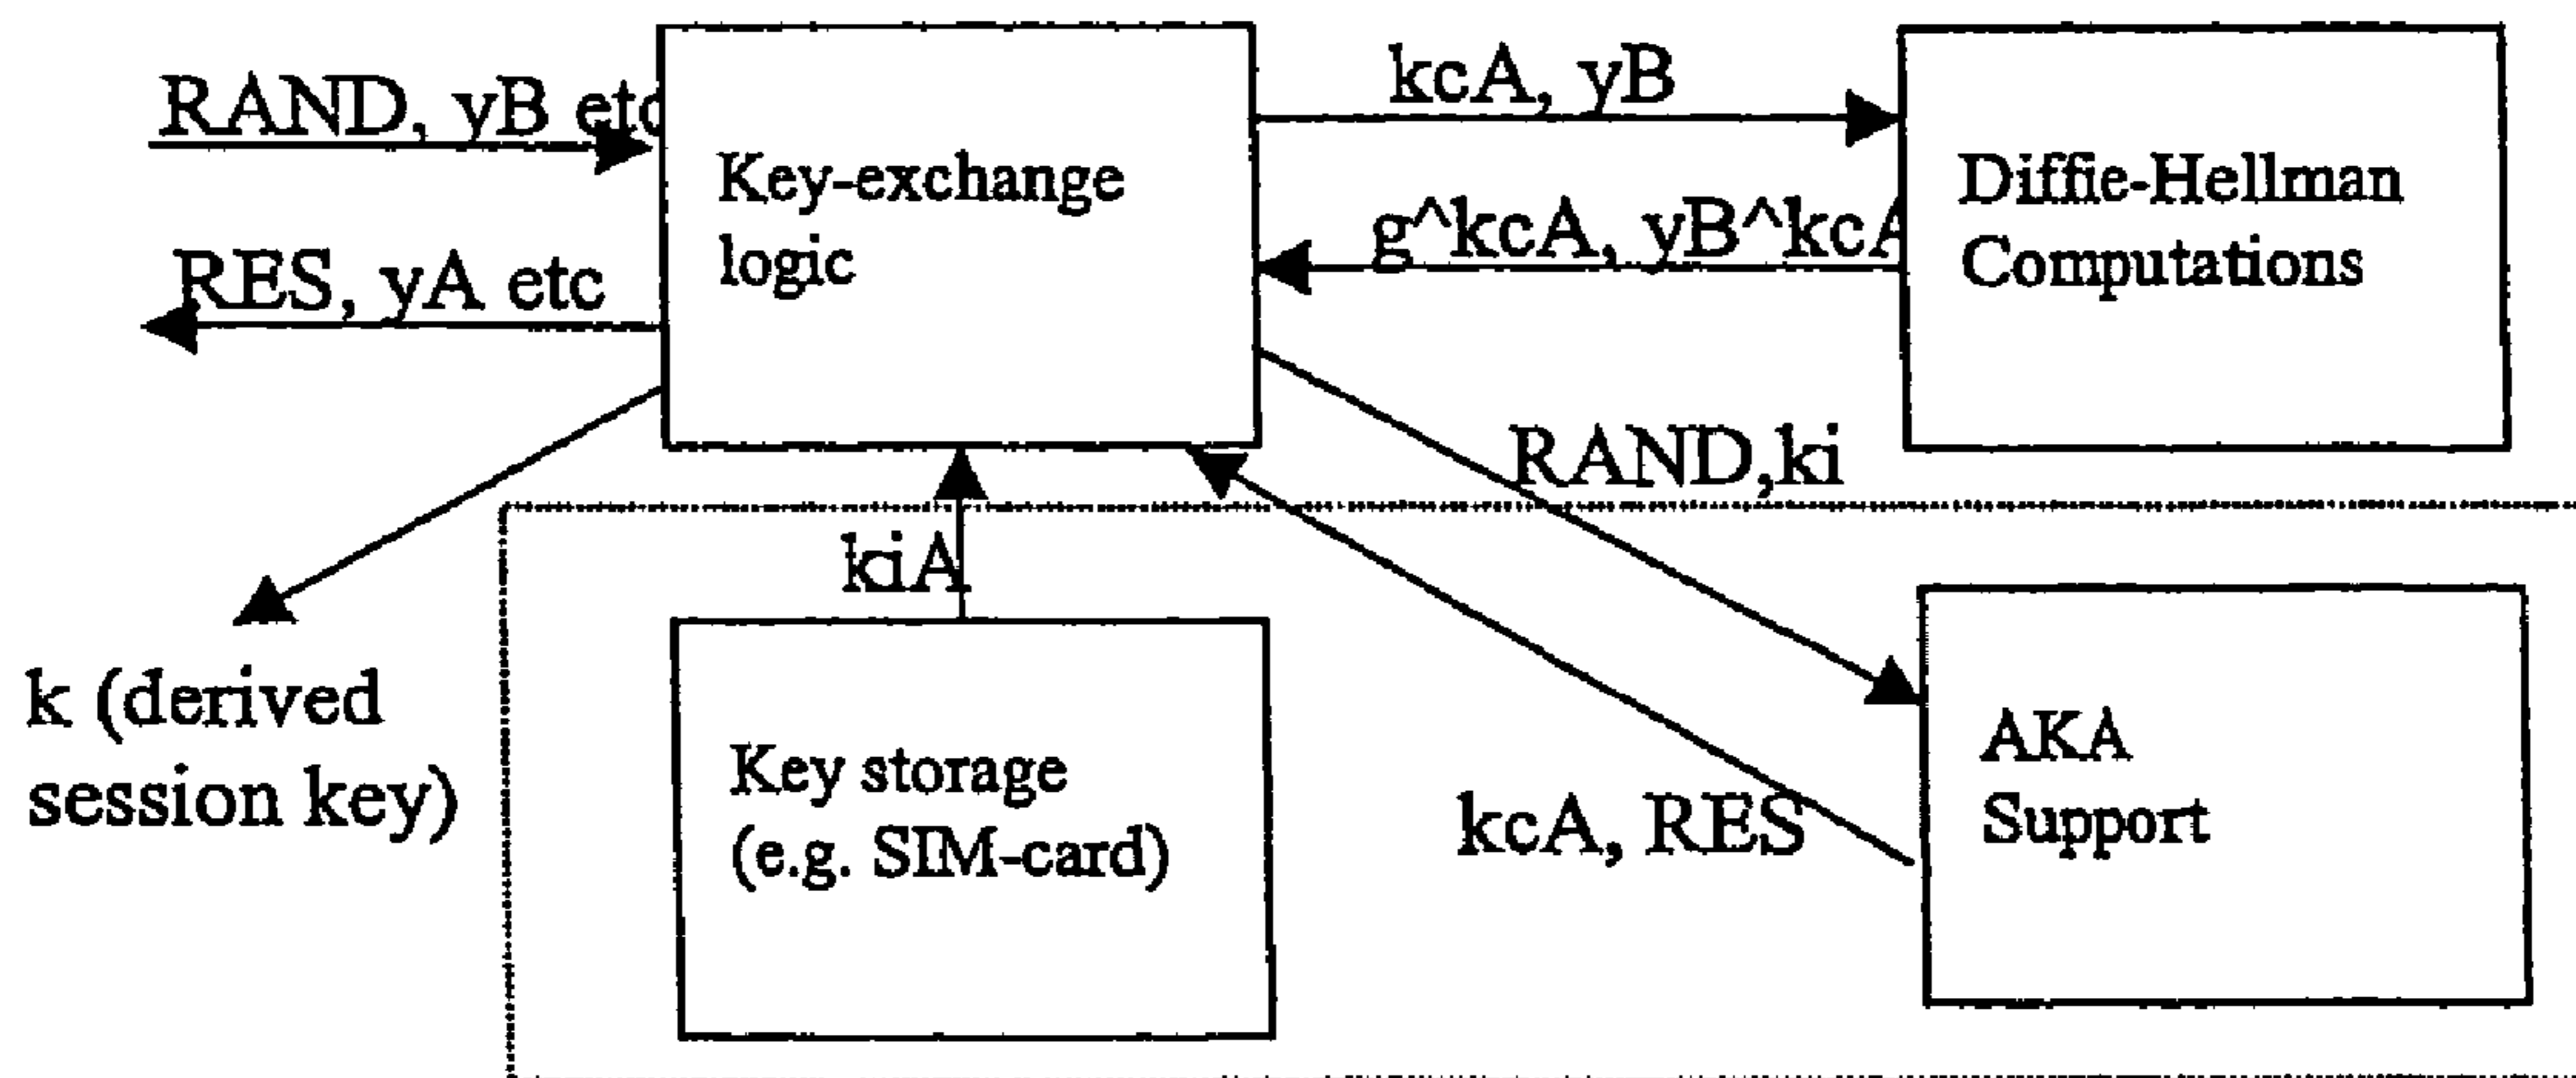 RAND, yB etc
kcA, yB
Key-exchange
logic
Diffie-Hellman
Computations
g^kcA, yB^kcA
RES, yA etc
RAND,ki
kiA
k (derived
session key)
Key storage
(e.g. SIM-card)
kcA, RES
AKA
Support